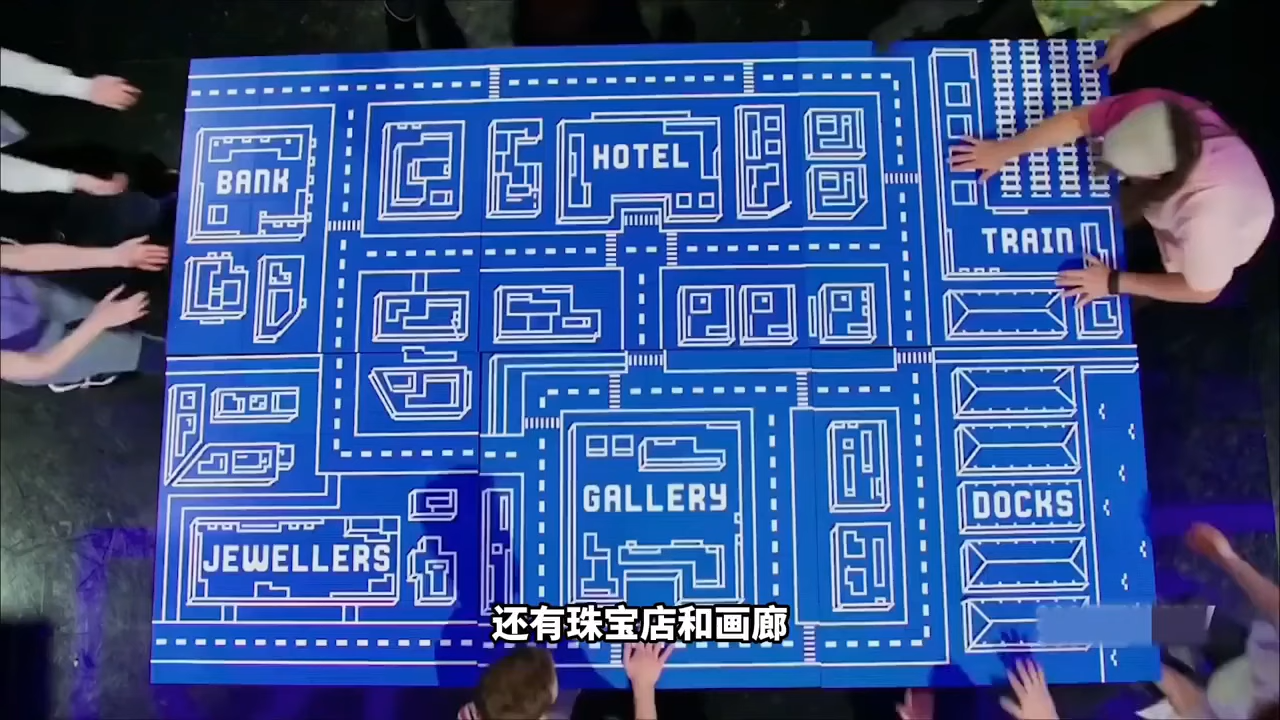 HOTEL
BANK
TRAIN
GALLERY
DOCKS
JEWELLERS
还有珠宝店和画廊